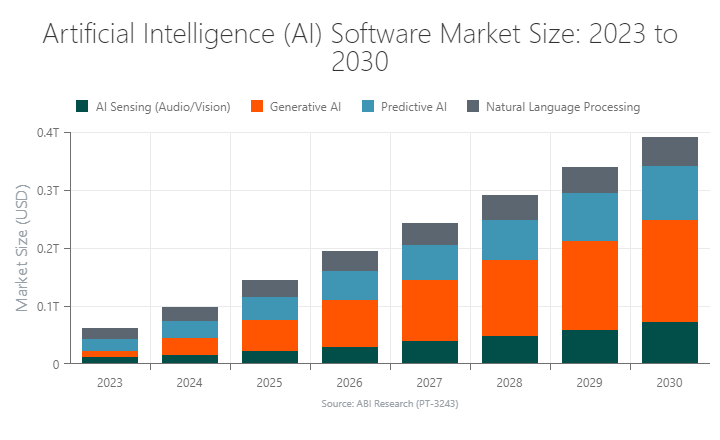 Artificial Intelligence (AI) Software Market Size: 2023 to
2030
AI Sensing (Audio/Vision) Generative AI Predictive AI Natural Language Processing
Market Size (USD)
0.4T
0.3T
0.2T
0.1T
0
2023 2024 2025 2026 2027 2028 2029 2030
Source: ABI Research (PT-3243)